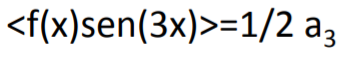 <f(x)sen(3x)>=1/2 a₃